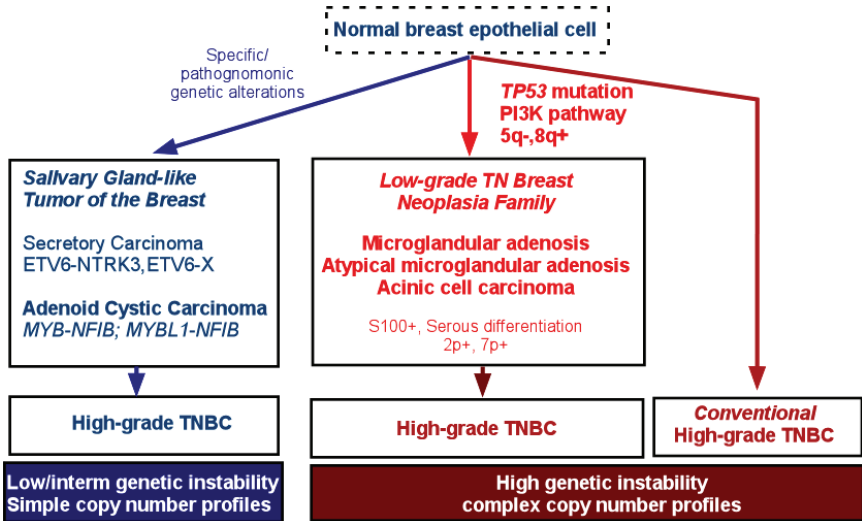 Normal breast epothelial cell
Specific/
pathognomonic
genetic alterations
TP53 mutation
PI3K pathway
5q-,8q+
Sallvary Gland-like
Tumor of the Breast
Secretory Carcinoma
ETV6-NTRK3,ETV6-X
Adenoid Cystic Carcinoma
MYB-NFIB; MYBL1-NFIB
Low-grade TN Breast
Neoplasia Family
Microglandular adenosis
Atypical microglandular adenosis
Acinic cell carcinoma
S100+, Serous differentiation
2p+, 7p+
High-grade TNBC
High-grade TNBC
Conventional
High-grade TNBC
Low/interm genetic instability
Simple copy number profiles
High genetic instability
complex copy number profiles